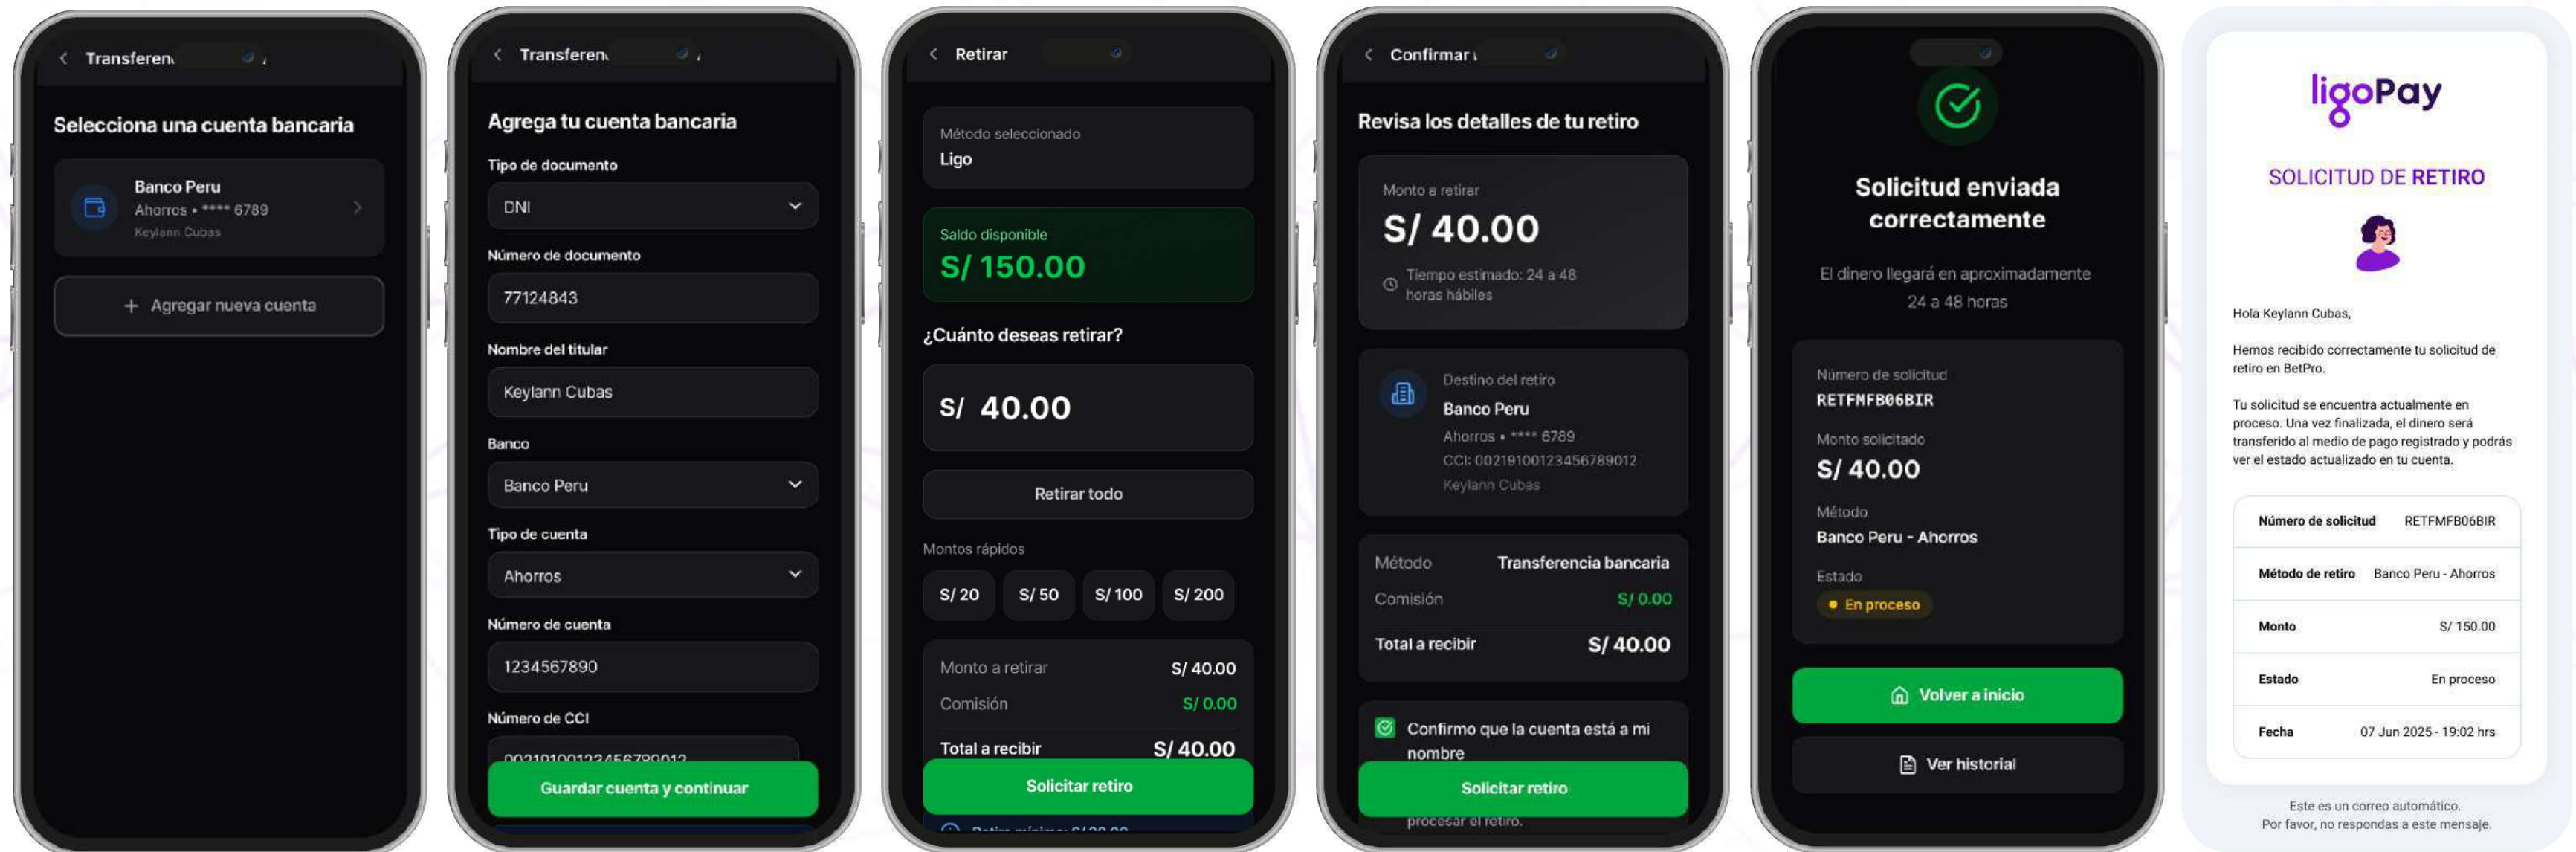 Transferen
Selecciona una cuenta bancaria
Banco Peru
Ahorros • **** 6789
Keylann Cubas
+ Agregar nueva cuenta
Transferen
Agrega tu cuenta bancaria
Tipo de documento
DNI
Número de documento
77124843
Nombre del titular
Keylann Cubas
Banco
Banco Peru
Tipo de cuenta
Ahorros
Número de cuenta
1234567890
Número de CCI
00219100123456789012
Guardar cuenta y continuar
Retirar
Método seleccionado
Ligo
Saldo disponible
S/ 150.00
¿Cuánto deseas retirar?
S/ 40.00
Retirar todo
Montos rápidos
S/ 20 S/ 50 S/ 100 S/ 200
Monto a retirar S/ 40.00
Comisión S/ 0.00
Total a recibir S/ 40.00
Solicitar retiro
Retiro mínimo: S/ 20.00
Confirmar
Revisa los detalles de tu retiro
Monto a retirar
S/ 40.00
Tiempo estimado: 24 a 48
horas hábiles
Destino del retiro
Banco Peru
Ahorros • **** 6789
CCI: 00219100123456789012
Keylann Cubas
Método Transferencia bancaria
Comisión S/ 0.00
Total a recibir S/ 40.00
Confirmo que la cuenta está a mi
nombre
Solicitar retiro
procesar el retiro.
Solicitud enviada
correctamente
El dinero llegará en aproximadamente
24 a 48 horas
Número de solicitud
RETFMFB06BIR
Monto solicitado
S/ 40.00
Método
Banco Peru - Ahorros
Estado
• En proceso
Volver a inicio
Ver historial
ligoPay
SOLICITUD DE RETIRO
Hola Keylann Cubas,
Hemos recibido correctamente tu solicitud de
retiro en BetPro.
Tu solicitud se encuentra actualmente en
proceso. Una vez finalizada, el dinero será
transferido al medio de pago registrado y podrás
ver el estado actualizado en tu cuenta.
Número de solicitud RETFMFB06BIR
Método de retiro Banco Peru - Ahorros
Monto S/ 150.00
Estado En proceso
Fecha 07 Jun 2025 - 19:02 hrs
Este es un correo automático.
Por favor, no respondas a este mensaje.